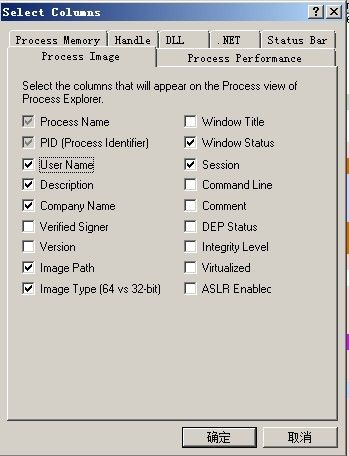 Select Columns
Process Memory Handle DLL .NET Status Bar
Process Image Process Performance
Select the columns that will appear on the Process view of
Process Explorer.
Process Name Window Title
PID (Process Identifier) Window Status
User Name Session
Description Command Line
Company Name Comment
Verified Signer DEP Status
Version Integrity Level
Image Path Virtualized
Image Type (64 vs 32-bit) ASLR Enablec
确定 取消